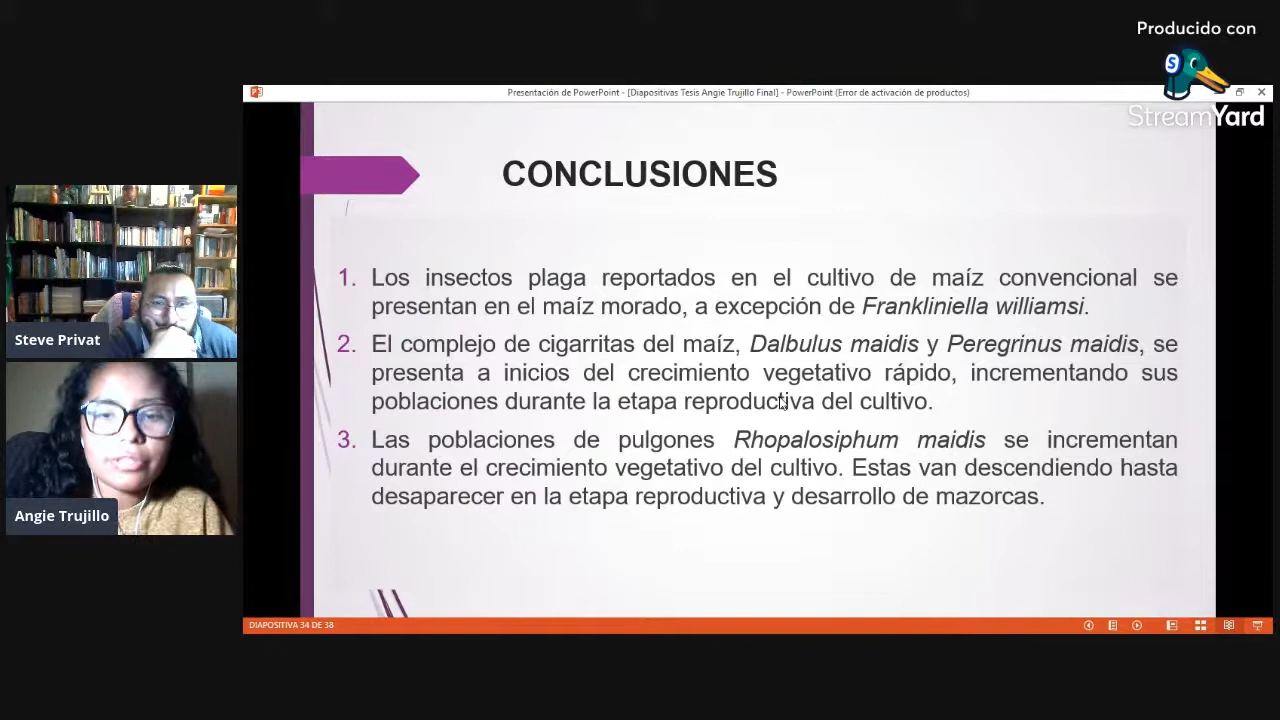 Producido con
StreamYard
Presentación de PowerPoint - [Diapositivas Tesis Angie Trujillo Final] - PowerPoint (Error de activación de productos)
CONCLUSIONES
1. Los insectos plaga reportados en el cultivo de maíz convencional se
presentan en el maíz morado, a excepción de Frankliniella williamsi.
2. El complejo de cigarritas del maíz, Dalbulus maidis y Peregrinus maidis, se
presenta a inicios del crecimiento vegetativo rápido, incrementando sus
poblaciones durante la etapa reproductiva del cultivo.
3. Las poblaciones de pulgones Rhopalosiphum maidis se incrementan
durante el crecimiento vegetativo del cultivo. Estas van descendiendo hasta
desaparecer en la etapa reproductiva y desarrollo de mazorcas.
Steve Privat
Angie Trujillo
DIAPOSITIVA 34 DE 38